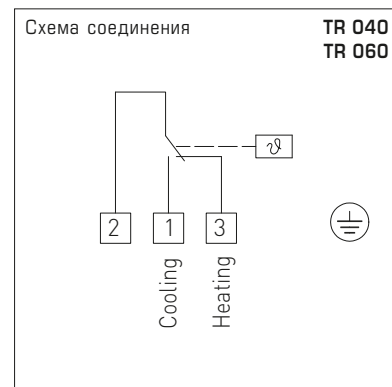 Схема соединения
TR 040
TR 060
ϑ
2
1
3
Cooling
Heating